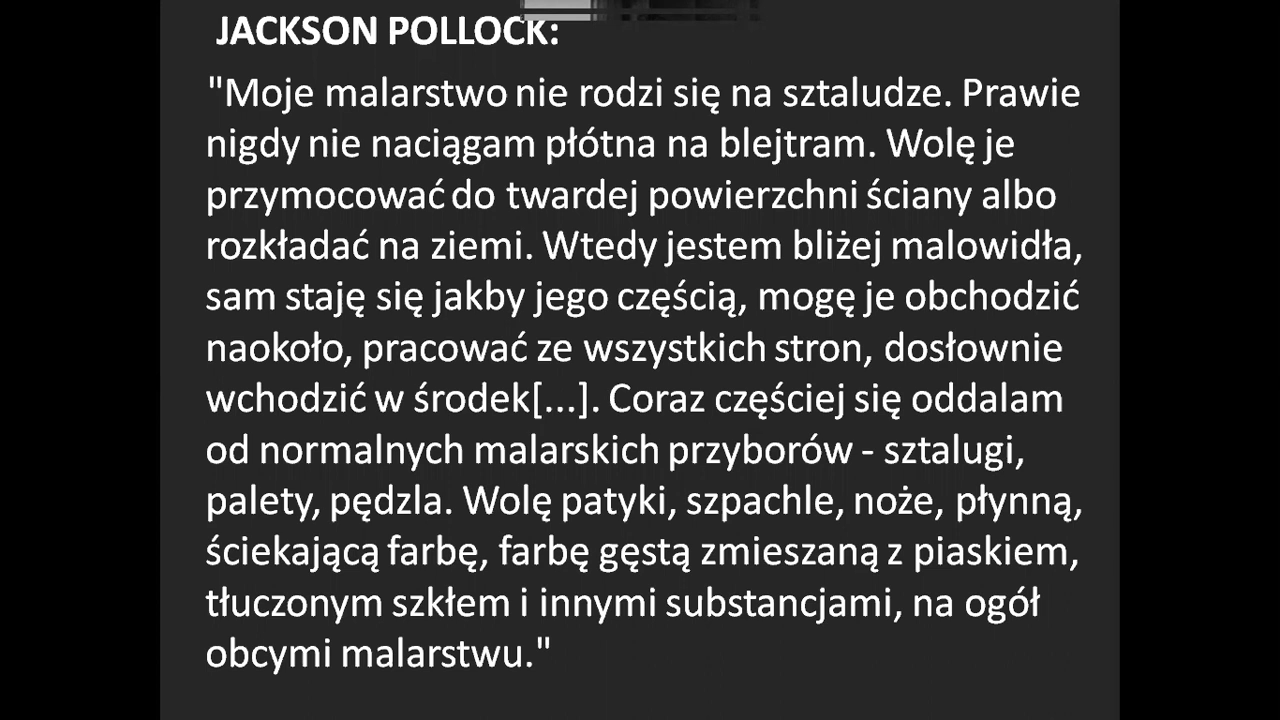 JACKSON POLLOCK:
"Moje malarstwo nie rodzi się na sztaludze. Prawie
nigdy nie naciągam płótna na blejtram. Wolę je
przymocować do twardej powierzchni ściany albo
rozkładać na ziemi. Wtedy jestem bliżej malowidła,
sam staję się jakby jego częścią, mogę je obchodzić
naokoło, pracować ze wszystkich stron, dosłownie
wchodzić w środek[...]. Coraz częściej się oddalam
od normalnych malarskich przyborów - sztalugi,
palety, pędzla. Wolę patyki, szpachle, noże, płynną,
ściekającą farbę, farbę gęstą zmieszaną z piaskiem,
tłuczonym szkłem i innymi substancjami, na ogół
obcymi malarstwu."